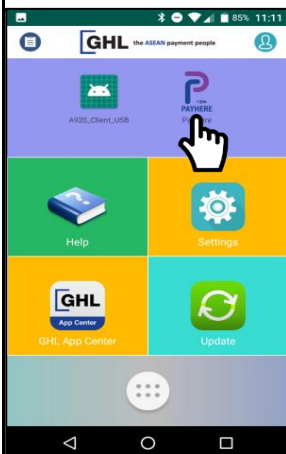 85% 11:11
GHL the ASEAN payment people
PAYHERE
A920_Client_USB
Help
Settings
GHL
App Center
GHL App Center
Update